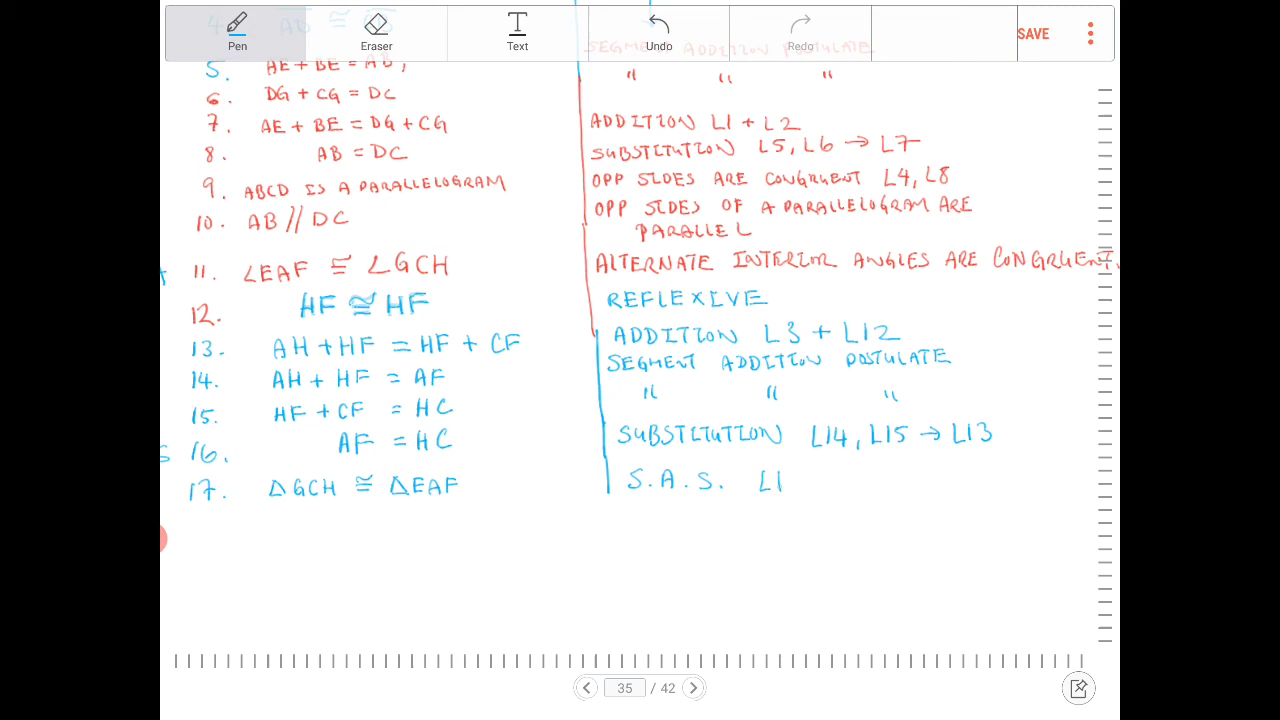 Pen Eraser Text Undo Redo SAVE
4. AD ≅ CB
SEGMENT ADDITION POSTULATE
5. AE + BE = AB,
" " "
6. DG + CG = DC
7. AE + BE = DG + CG ADDITION L1 + L2
8. AB = DC SUBSTITUTION L5, L6 → L7
9. ABCD IS A PARALLELOGRAM OPP SIDES ARE CONGRUENT L4, L8
10. AB // DC OPP SIDES OF A PARALLELOGRAM ARE
PARALLEL
11. ∠EAF ≅ ∠GCH ALTERNATE INTERIOR ANGLES ARE CONGRUENT.
12. HF ≅ HF REFLEXIVE
13. AH + HF = HF + CF ADDITION L3 + L12
14. AH + HF = AF SEGMENT ADDITION POSTULATE
15. HF + CF = HC " " "
16. AF = HC SUBSTITUTION L14, L15 → L13
17. △GCH ≅ △EAF S.A.S. L1
35 / 42